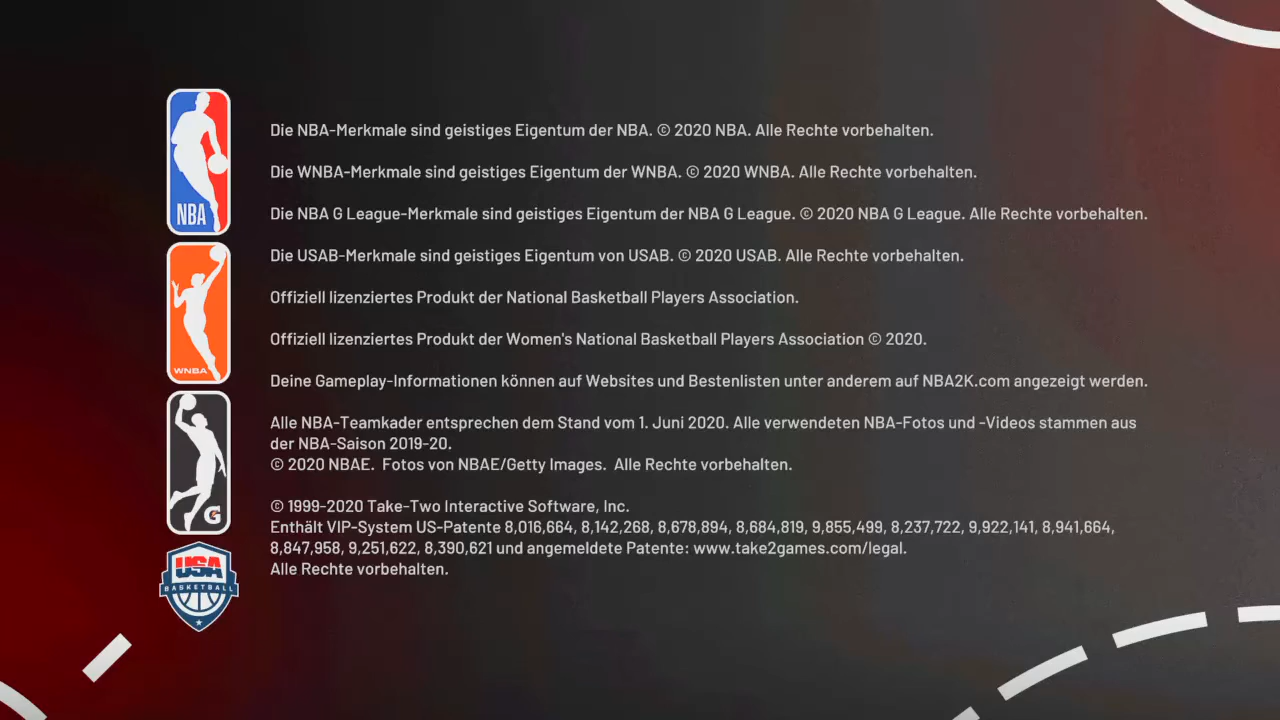 NBA
Die NBA-Merkmale sind geistiges Eigentum der NBA. © 2020 NBA. Alle Rechte vorbehalten.
Die WNBA-Merkmale sind geistiges Eigentum der WNBA. © 2020 WNBA. Alle Rechte vorbehalten.
Die NBA G League-Merkmale sind geistiges Eigentum der NBA G League. © 2020 NBA G League. Alle Rechte vorbehalten.
WNBA
Die USAB-Merkmale sind geistiges Eigentum von USAB. © 2020 USAB. Alle Rechte vorbehalten.
Offiziell lizenziertes Produkt der National Basketball Players Association.
Offiziell lizenziertes Produkt der Women's National Basketball Players Association © 2020.
Deine Gameplay-Informationen können auf Websites und Bestenlisten unter anderem auf NBA2K.com angezeigt werden.
G
Alle NBA-Teamkader entsprechen dem Stand vom 1. Juni 2020. Alle verwendeten NBA-Fotos und -Videos stammen aus
der NBA-Saison 2019-20.
© 2020 NBAE.  Fotos von NBAE/Getty Images.  Alle Rechte vorbehalten.
© 1999-2020 Take-Two Interactive Software, Inc.
Enthält VIP-System US-Patente 8,016,664, 8,142,268, 8,678,894, 8,684,819, 9,855,499, 8,237,722, 9,922,141, 8,941,664,
8,847,958, 9,251,622, 8,390,621 und angemeldete Patente: www.take2games.com/legal.
Alle Rechte vorbehalten.
USA
BASKETBALL